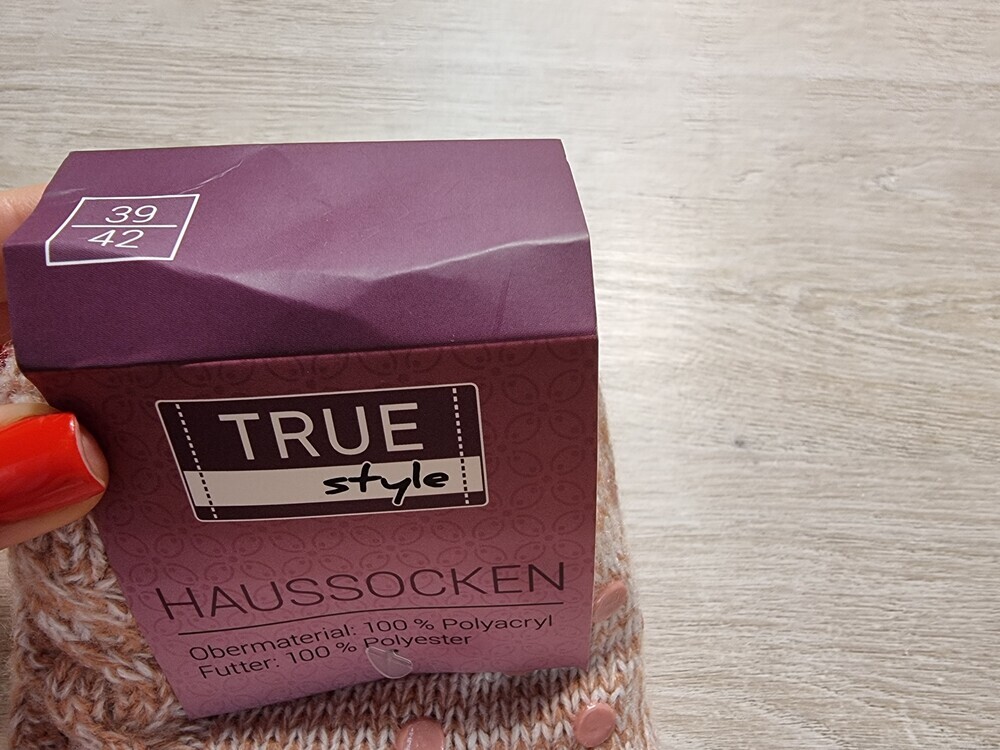 39
42
TRUE
style
HAUSSOCKEN
Obermaterial: 100 % Polyacryl
Futter: 100 % Polyester